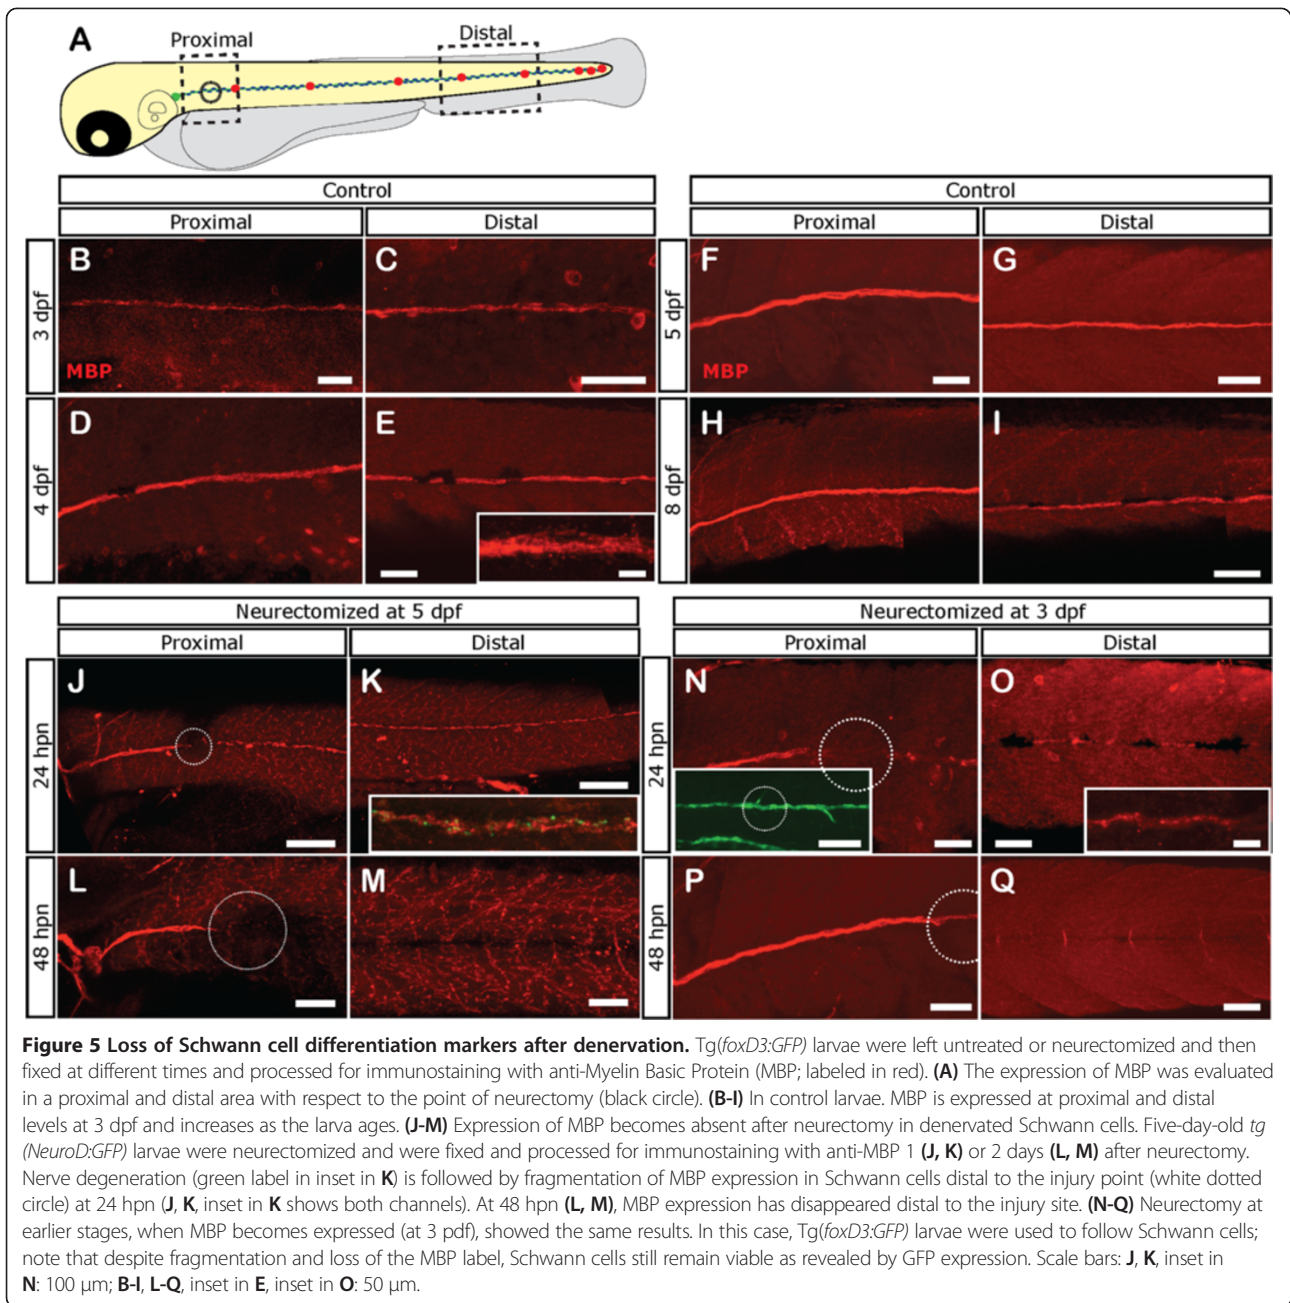 A
Proximal
Distal
Control
Proximal
Distal
Control
Proximal
Distal
3 dpf
B
MBP
C
5 dpf
F
MBP
G
4 dpf
D
E
8 dpf
H
I
Neurectomized at 5 dpf
Proximal
Distal
Neurectomized at 3 dpf
Proximal
Distal
24 hpn
J
K
24 hpn
N
O
48 hpn
L
M
48 hpn
P
Q
Figure 5 Loss of Schwann cell differentiation markers after denervation. Tg(foxD3:GFP) larvae were left untreated or neurectomized and then
fixed at different times and processed for immunostaining with anti-Myelin Basic Protein (MBP; labeled in red). (A) The expression of MBP was evaluated
in a proximal and distal area with respect to the point of neurectomy (black circle). (B-I) In control larvae. MBP is expressed at proximal and distal
levels at 3 dpf and increases as the larva ages. (J-M) Expression of MBP becomes absent after neurectomy in denervated Schwann cells. Five-day-old tg
(NeuroD:GFP) larvae were neurectomized and were fixed and processed for immunostaining with anti-MBP 1 (J, K) or 2 days (L, M) after neurectomy.
Nerve degeneration (green label in inset in K) is followed by fragmentation of MBP expression in Schwann cells distal to the injury point (white dotted
circle) at 24 hpn (J, K, inset in K shows both channels). At 48 hpn (L, M), MBP expression has disappeared distal to the injury site. (N-Q) Neurectomy at
earlier stages, when MBP becomes expressed (at 3 pdf), showed the same results. In this case, Tg(foxD3:GFP) larvae were used to follow Schwann cells;
note that despite fragmentation and loss of the MBP label, Schwann cells still remain viable as revealed by GFP expression. Scale bars: J, K, inset in
N: 100 μm; B-I, L-Q, inset in E, inset in O: 50 μm.